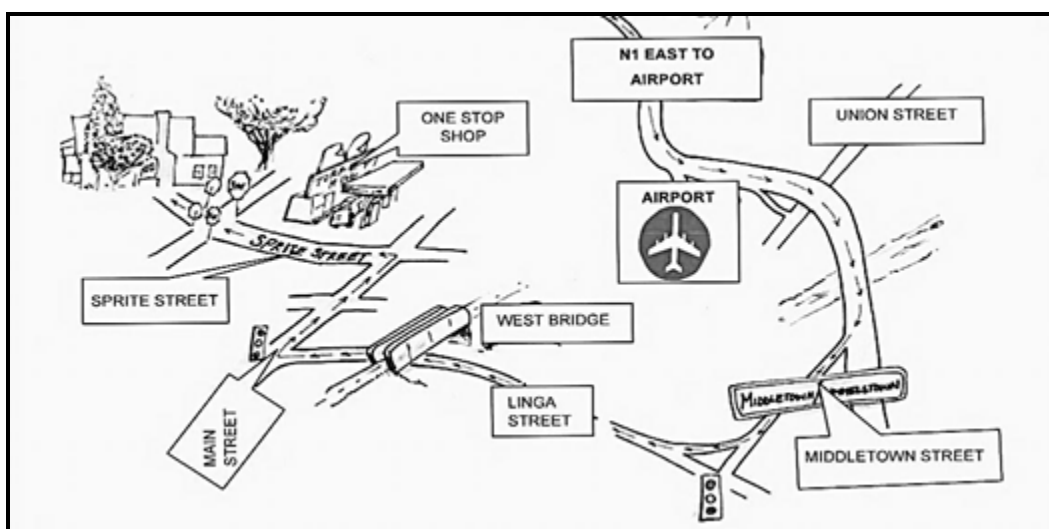 N1 EAST TO
AIRPORT
UNION STREET
ONE STOP
SHOP
AIRPORT
SPRITE STREET
SPRITE STREET
WEST BRIDGE
LINGA
STREET
MIDDLETOWN
MAIN
STREET
MIDDLETOWN STREET